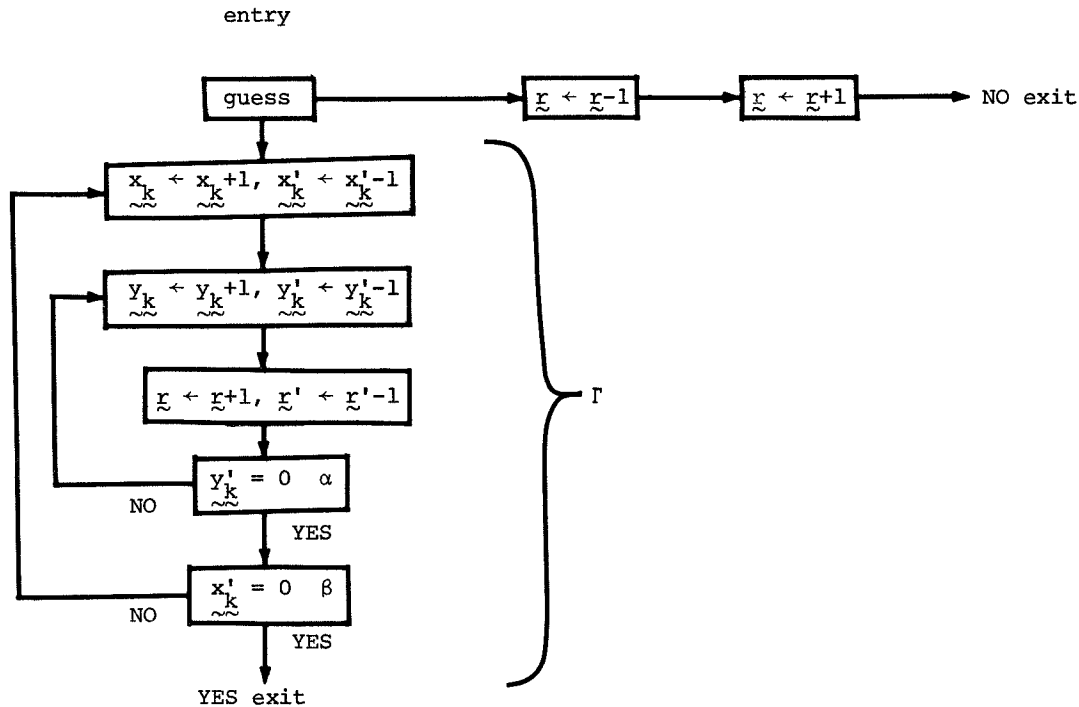 entry
guess
r ← r-1
r ← r+1
NO exit
x_k ← x_k+1, x'_k ← x'_k-1
y_k ← y_k+1, y'_k ← y'_k-1
r ← r+1, r' ← r'-1
Γ
y'_k = 0 α
NO
YES
x'_k = 0 β
NO
YES
YES exit